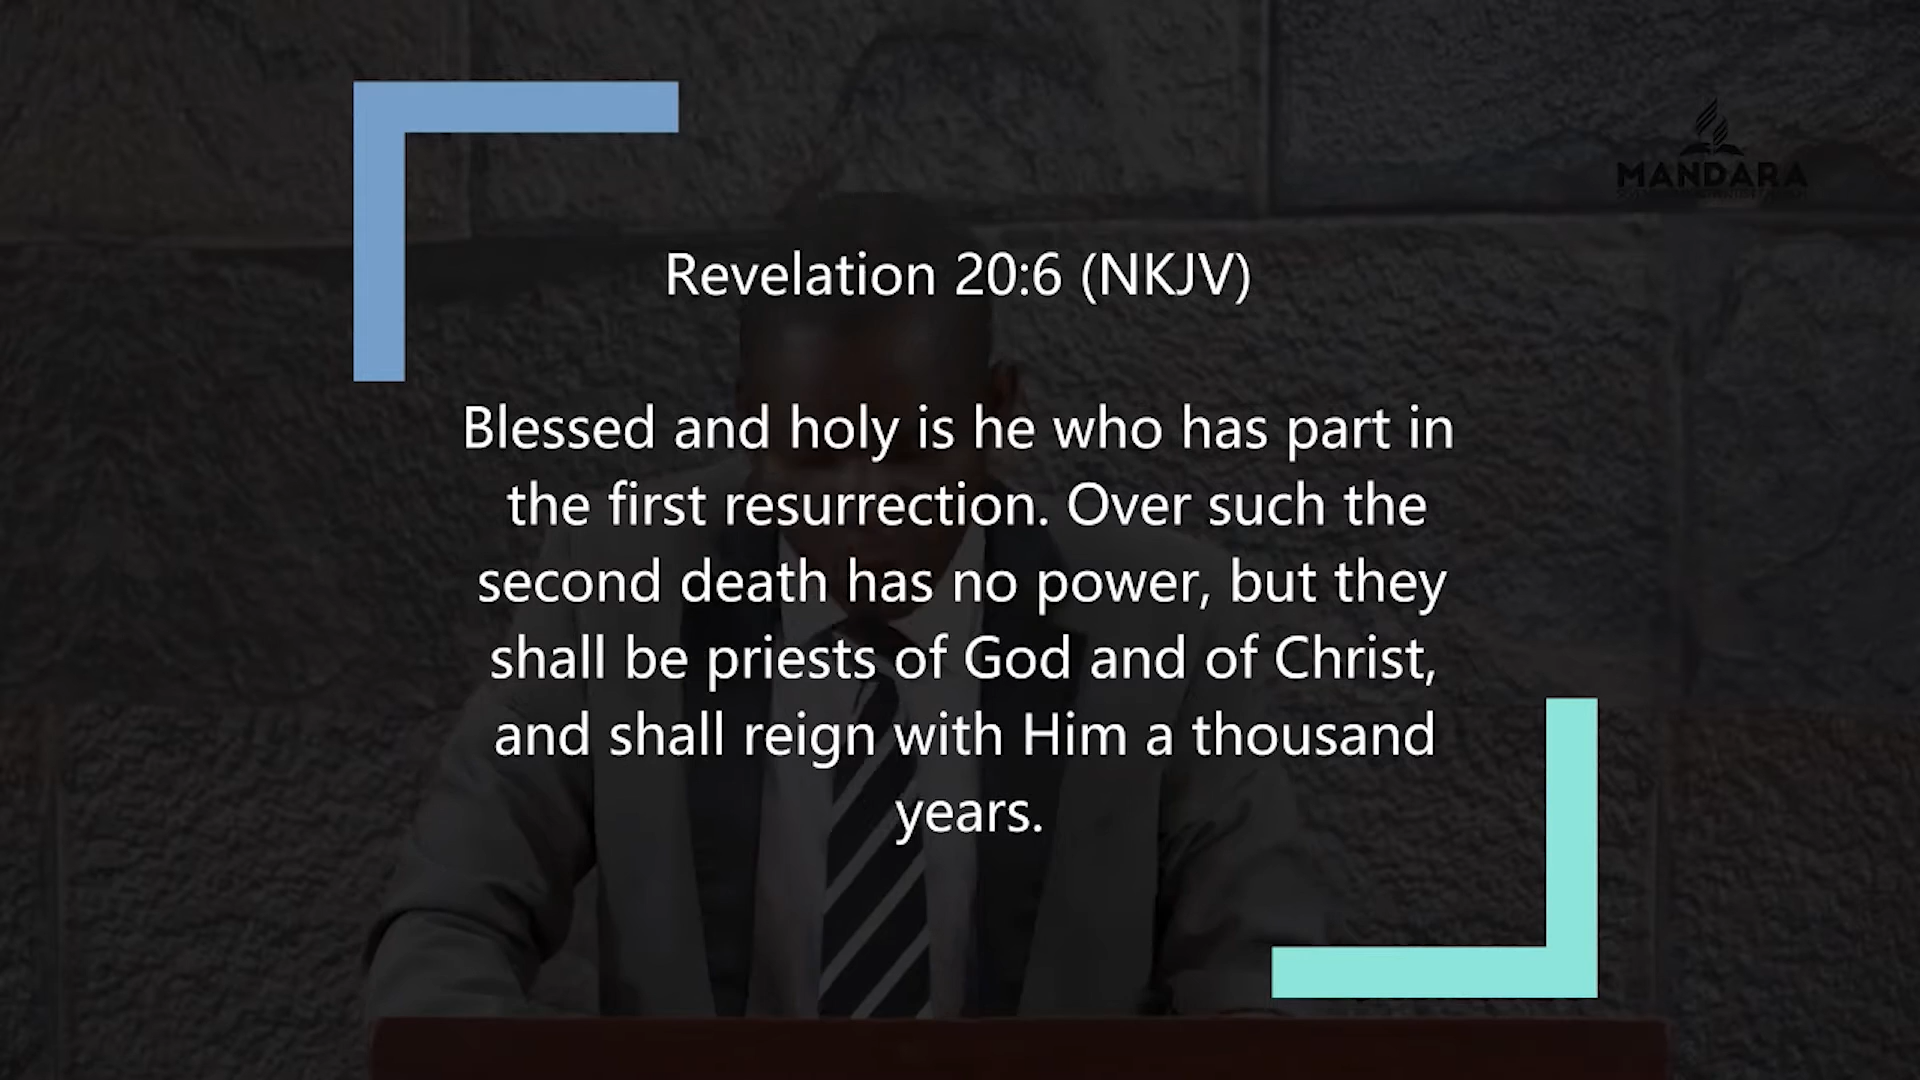 MANDARA
Revelation 20:6 (NKJV)
Blessed and holy is he who has part in
the first resurrection. Over such the
second death has no power, but they
shall be priests of God and of Christ,
and shall reign with Him a thousand
years.